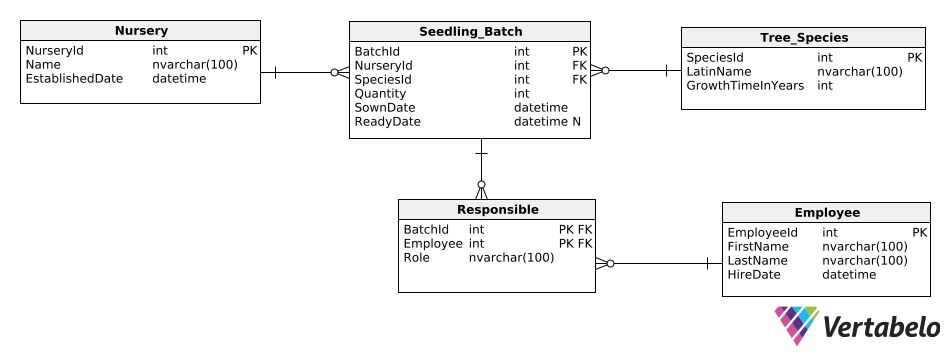 Nursery
NurseryId int PK
Name nvarchar(100)
EstablishedDate datetime
Seedling_Batch
BatchId int PK
NurseryId int FK
SpeciesId int FK
Quantity int
SownDate datetime
ReadyDate datetime N
Tree_Species
SpeciesId int PK
LatinName nvarchar(100)
GrowthTimeInYears int
Responsible
BatchId int PK FK
Employee int PK FK
Role nvarchar(100)
Employee
EmployeeId int PK
FirstName nvarchar(100)
LastName nvarchar(100)
HireDate datetime
Vertabelo